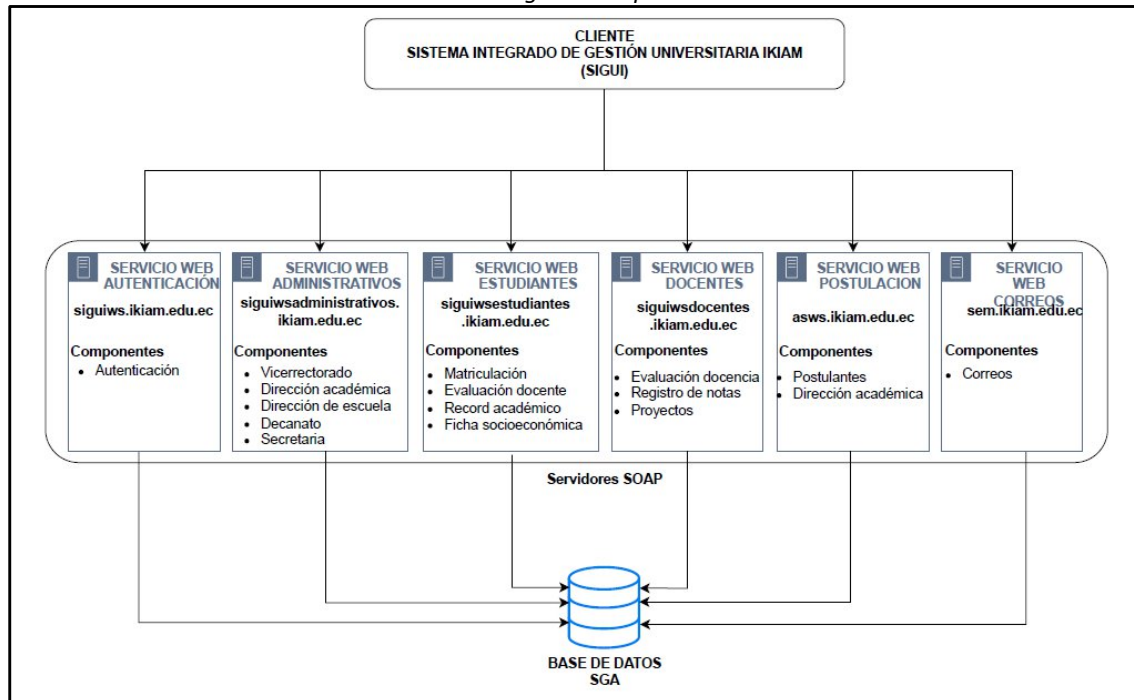 CLIENTE
SISTEMA INTEGRADO DE GESTIÓN UNIVERSITARIA IKIAM
(SIGUI)
SERVICIO WEB
AUTENTICACIÓN
siguiws.ikiam.edu.ec
Componentes
• Autenticación
SERVICIO WEB
ADMINISTRATIVOS
siguiwsadministrativos.
ikiam.edu.ec
Componentes
• Vicerrectorado
• Dirección académica
• Dirección de escuela
• Decanato
• Secretaria
SERVICIO WEB
ESTUDIANTES
siguiwsestudiantes
.ikiam.edu.ec
Componentes
• Matriculación
• Evaluación docente
• Record académico
• Ficha socioeconómica
SERVICIO WEB
DOCENTES
siguiwsdocentes
.ikiam.edu.ec
Componentes
• Evaluación docencia
• Registro de notas
• Proyectos
SERVICIO WEB
POSTULACION
asws.ikiam.edu.ec
Componentes
• Postulantes
• Dirección académica
SERVICIO
WEB
CORREOS
sem.ikiam.edu.ec
Componentes
• Correos
Servidores SOAP
BASE DE DATOS
SGA